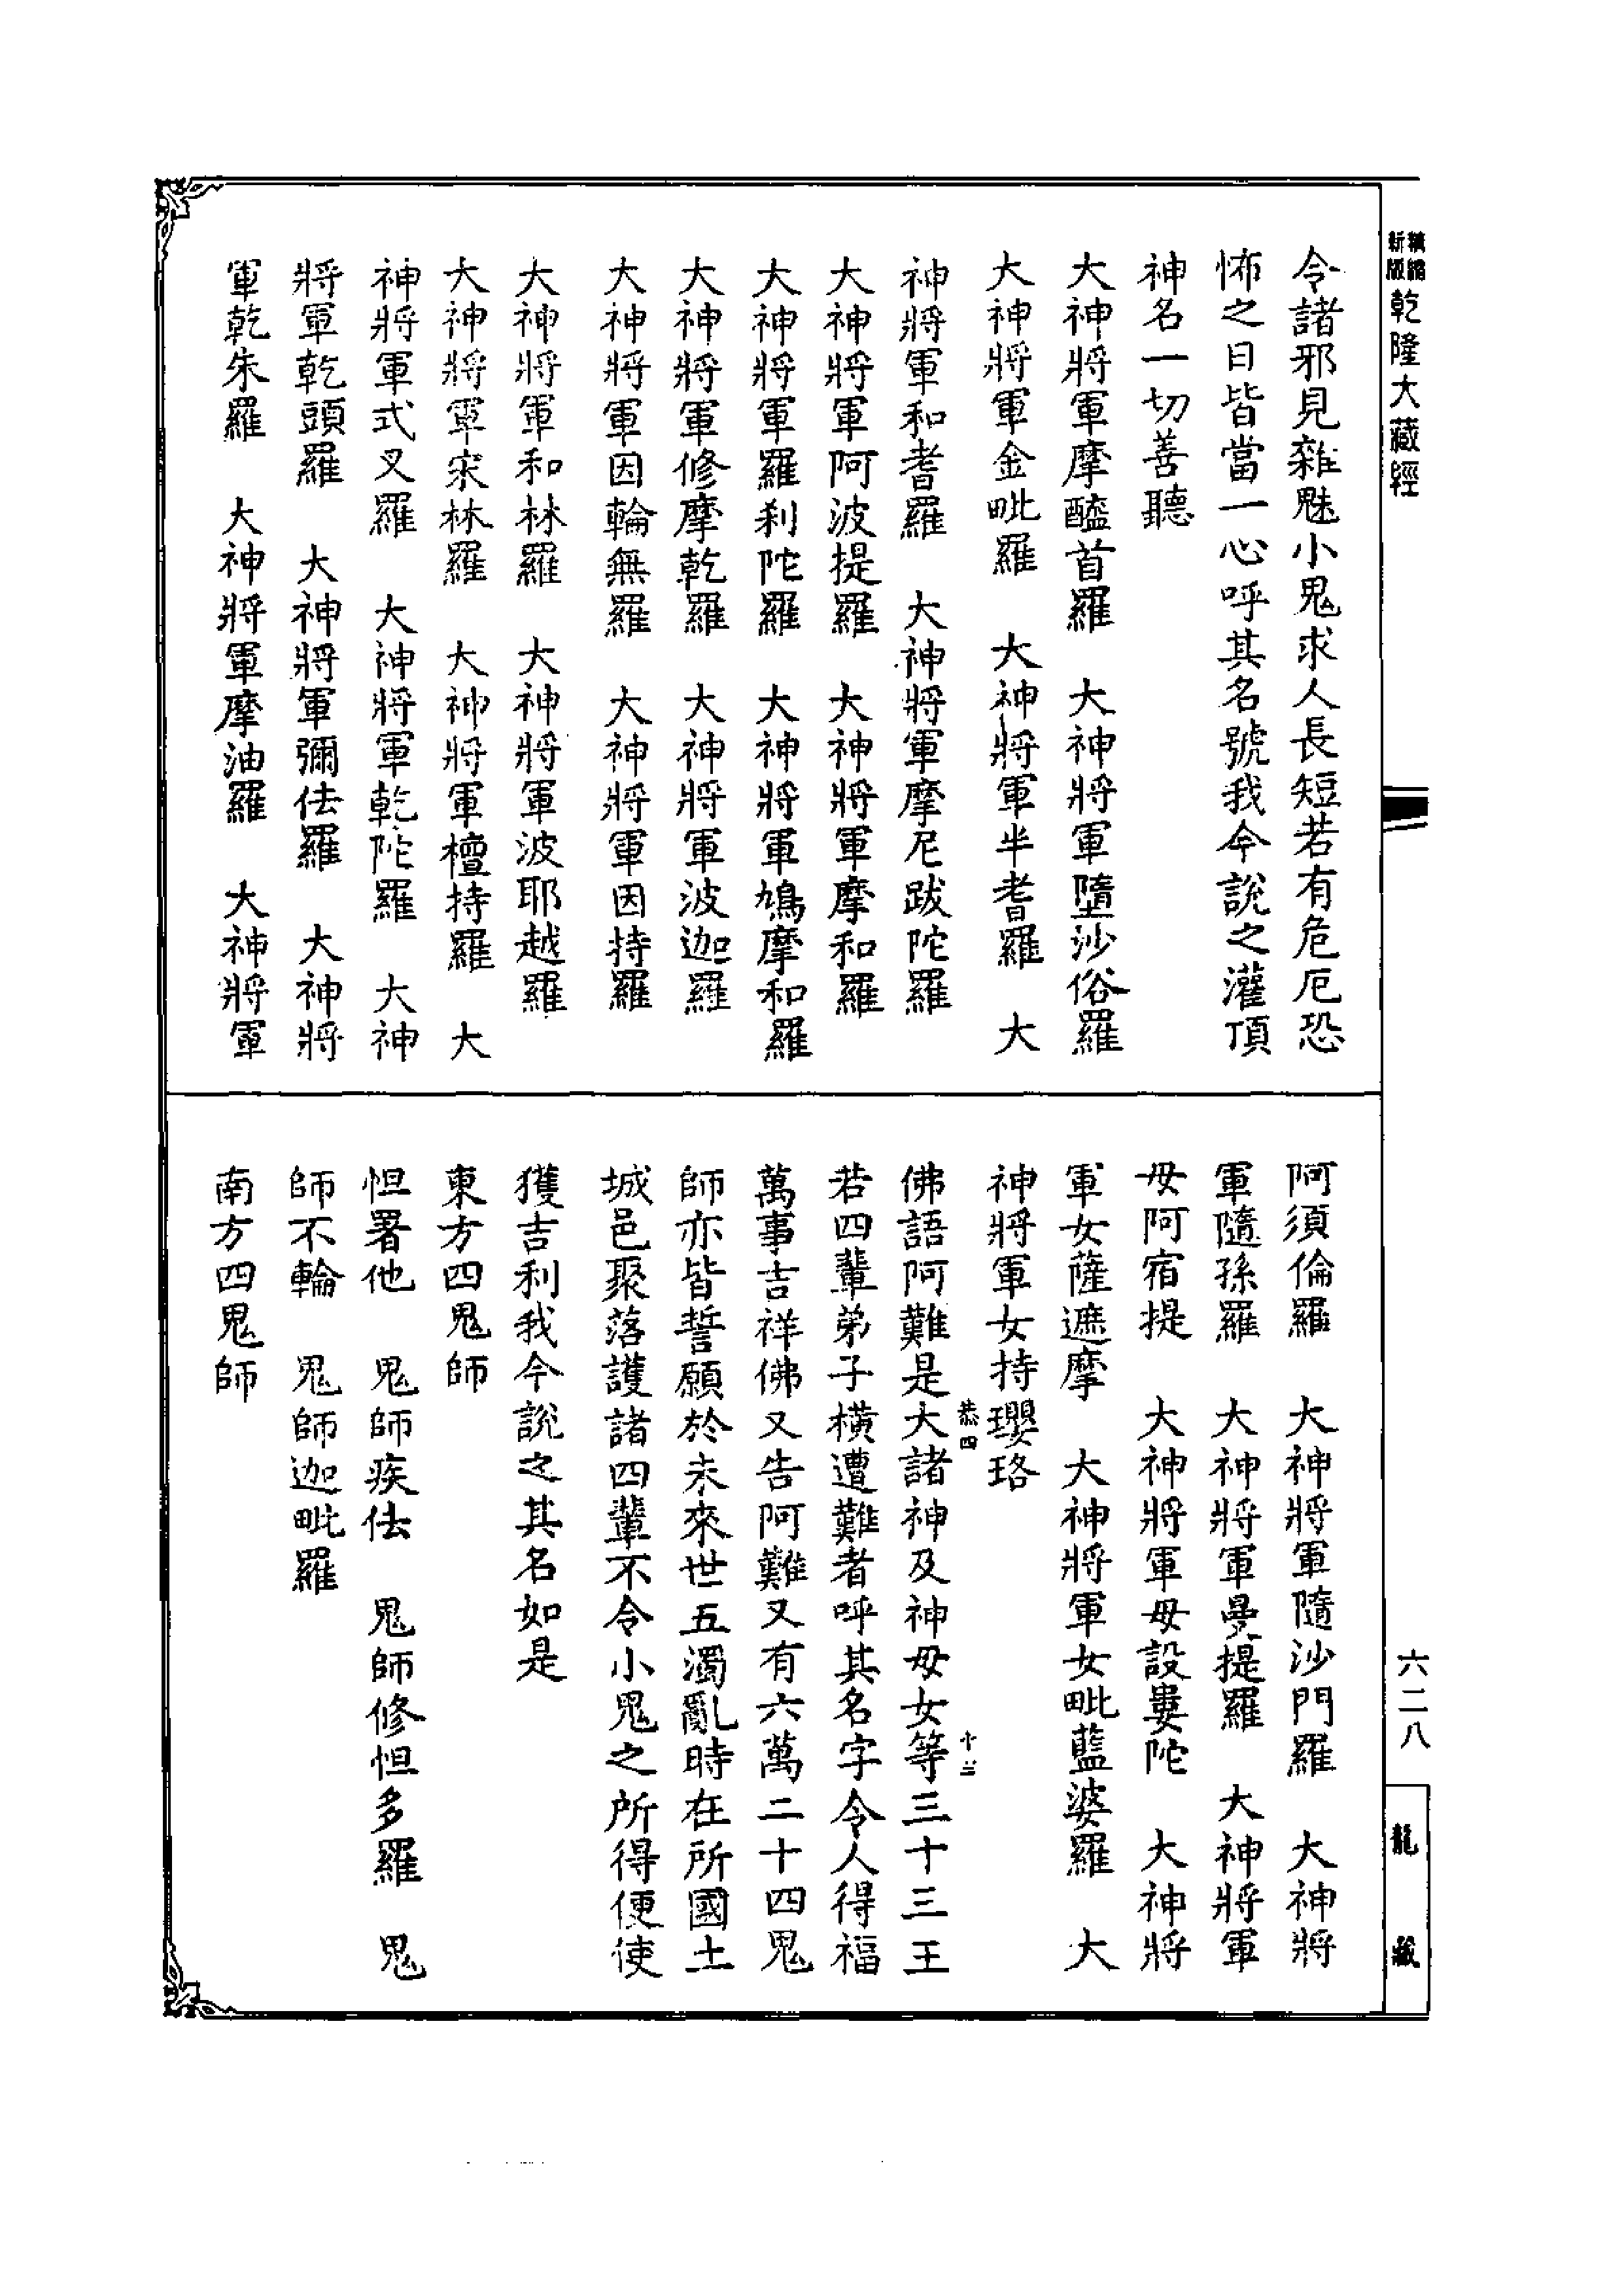 精縮
新版
乾隆大藏經
令諸邪見雜魅小鬼求人長短若有危厄恐
怖之日皆當一心呼其名號我今說之灌頂
神名一切善聽
大神將軍摩醯首羅　大神將軍墮沙俗羅
大神將軍金毗羅　大神將軍半耆羅　大
神將軍和耆羅　大神將軍摩尼跋陀羅
大神將軍阿波提羅　大神將軍摩和羅
大神將軍羅刹陀羅　大神將軍鳩摩和羅
大神將軍修摩乾羅　大神將軍波迦羅
大神將軍因輪無羅　大神將軍因持羅
大神將軍和林羅　大神將軍波耶越羅
大神將軍宋林羅　大神將軍檀持羅　大
神將軍式叉羅　大神將軍乾陀羅　大神
將軍乾頭羅　大神將軍彌佉羅　大神將
軍乾朱羅　大神將軍摩油羅　大神將軍
阿須倫羅　大神將軍隨沙門羅　大神將
軍隨孫羅　大神將軍曼提羅　大神將軍
母阿宿提　大神將軍母設婁陀　大神將
軍女薩遮摩　大神將軍女毗藍婆羅　大
神將軍女持瓔珞
恭四
十三
佛語阿難是大諸神及神母女等三十三王
若四輩弟子橫遭難者呼其名字令人得福
萬事吉祥佛又告阿難又有六萬二十四鬼
師亦皆誓願於未來世五濁亂時在所國土
城邑聚落護諸四輩不令小鬼之所得便使
獲吉利我今說之其名如是
東方四鬼師
怛署他　鬼師疾佉　鬼師修怛多羅　鬼
師不輪　鬼師迦毗羅
南方四鬼師
六二八
龍藏